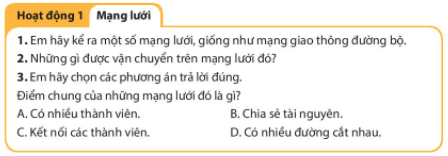 Hoạt động 1 Mạng lưới
1. Em hãy kể ra một số mạng lưới, giống như mạng giao thông đường bộ.
2. Những gì được vận chuyển trên mạng lưới đó?
3. Em hãy chọn các phương án trả lời đúng.
Điểm chung của những mạng lưới đó là gì?
A. Có nhiều thành viên. B. Chia sẻ tài nguyên.
C. Kết nối các thành viên. D. Có nhiều đường cắt nhau.